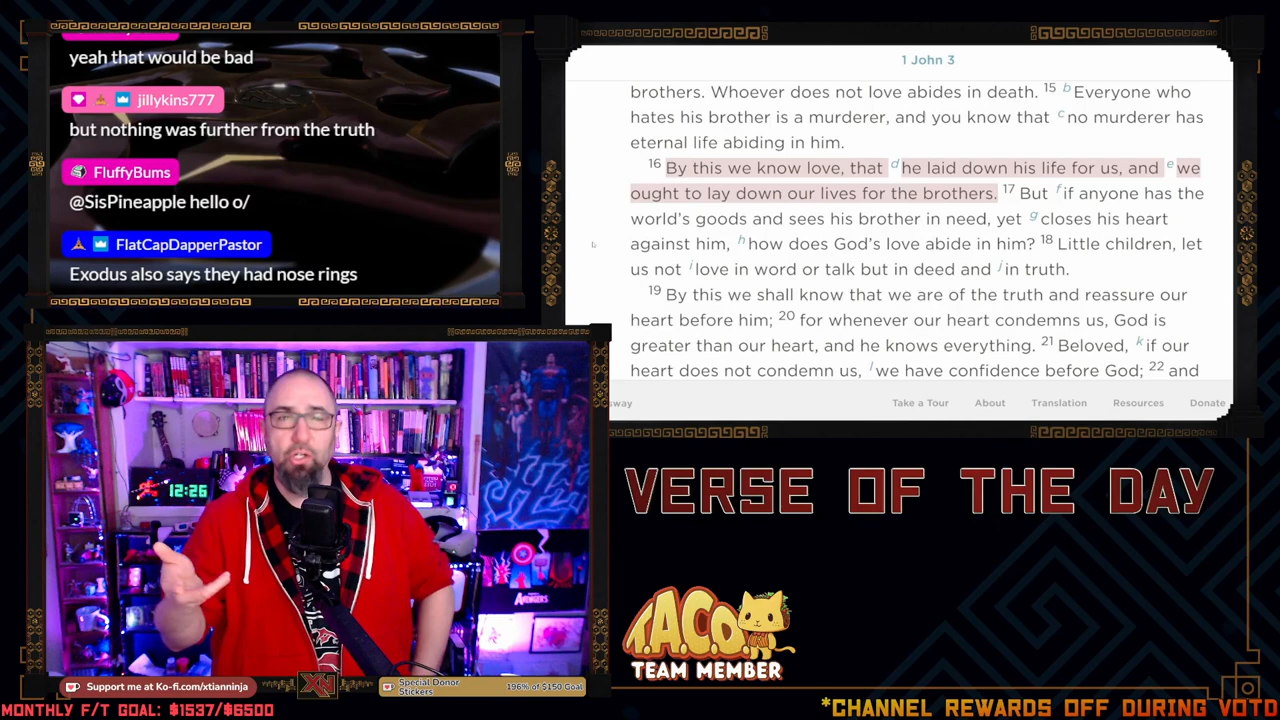 yeah that would be bad
jillykins777
but nothing was further from the truth
FluffyBums
@SisPineapple hello o/
FlatCapDapperPastor
Exodus also says they had nose rings
1 John 3
brothers. Whoever does not love abides in death. 15 b Everyone who
hates his brother is a murderer, and you know that c no murderer has
eternal life abiding in him.
16 By this we know love, that d he laid down his life for us, and e we
ought to lay down our lives for the brothers. 17 But f if anyone has the
world's goods and sees his brother in need, yet g closes his heart
against him, h how does God's love abide in him? 18 Little children, let
us not i love in word or talk but in deed and j in truth.
19 By this we shall know that we are of the truth and reassure our
heart before him; 20 for whenever our heart condemns us, God is
greater than our heart, and he knows everything. 21 Beloved, k if our
heart does not condemn us, l we have confidence before God; 22 and
sway
Take a Tour About Translation Resources Donate
12:26
AVENGERS
VERSE OF THE DAY
T.A.C.O.
TEAM MEMBER
Support me at Ko-fi.com/xtianninja
XN
Special Donor
Stickers
196% of $150 Goal
MONTHLY F/T GOAL: $1537/$6500
*CHANNEL REWARDS OFF DURING VOTD